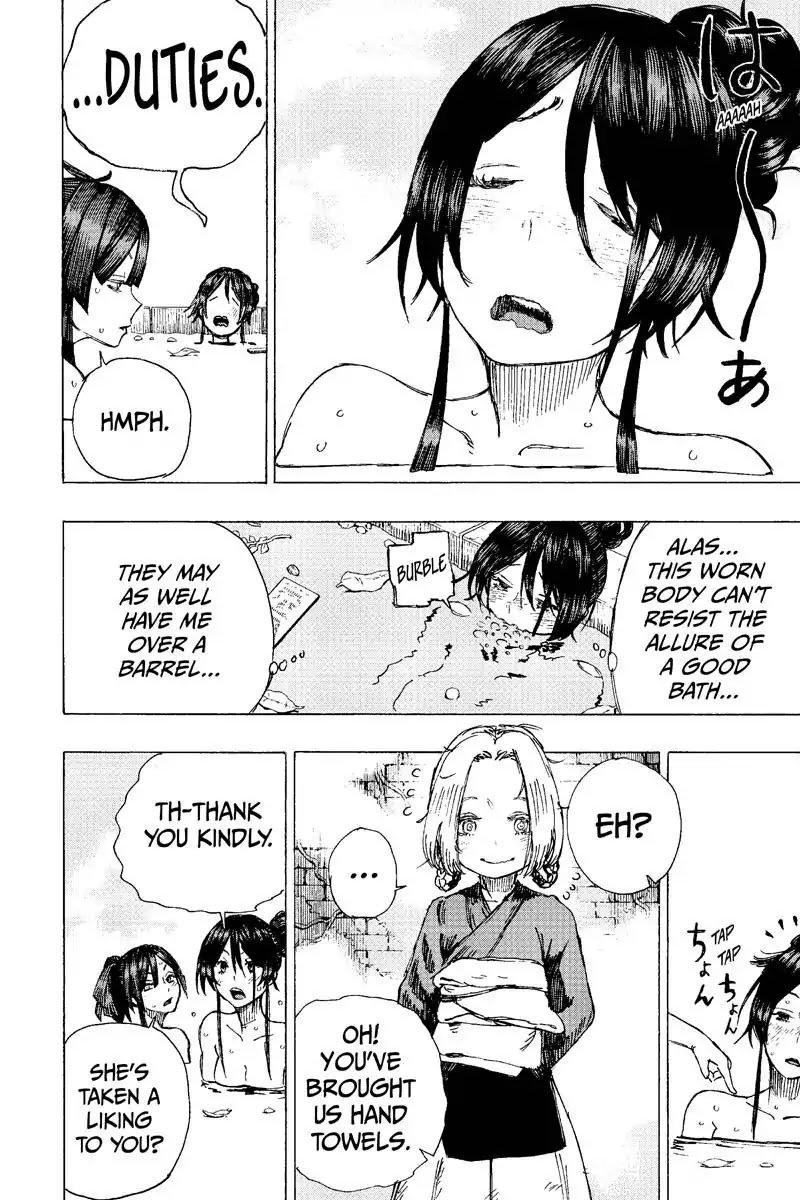 は
AAAAAH
ー
あ
...DUTIES.
HMPH.
ALAS...
THIS WORN
BODY CAN'T
RESIST THE
ALLURE OF
A GOOD
BATH...
BURBLE
THEY MAY
AS WELL
HAVE ME
OVER A
BARREL...
TAP
TAP
ちょん
ちょん
EH?
...
OH!
YOU'VE
BROUGHT
US HAND
TOWELS.
TH-THANK
YOU KINDLY.
SHE'S
TAKEN A
LIKING
TO YOU?